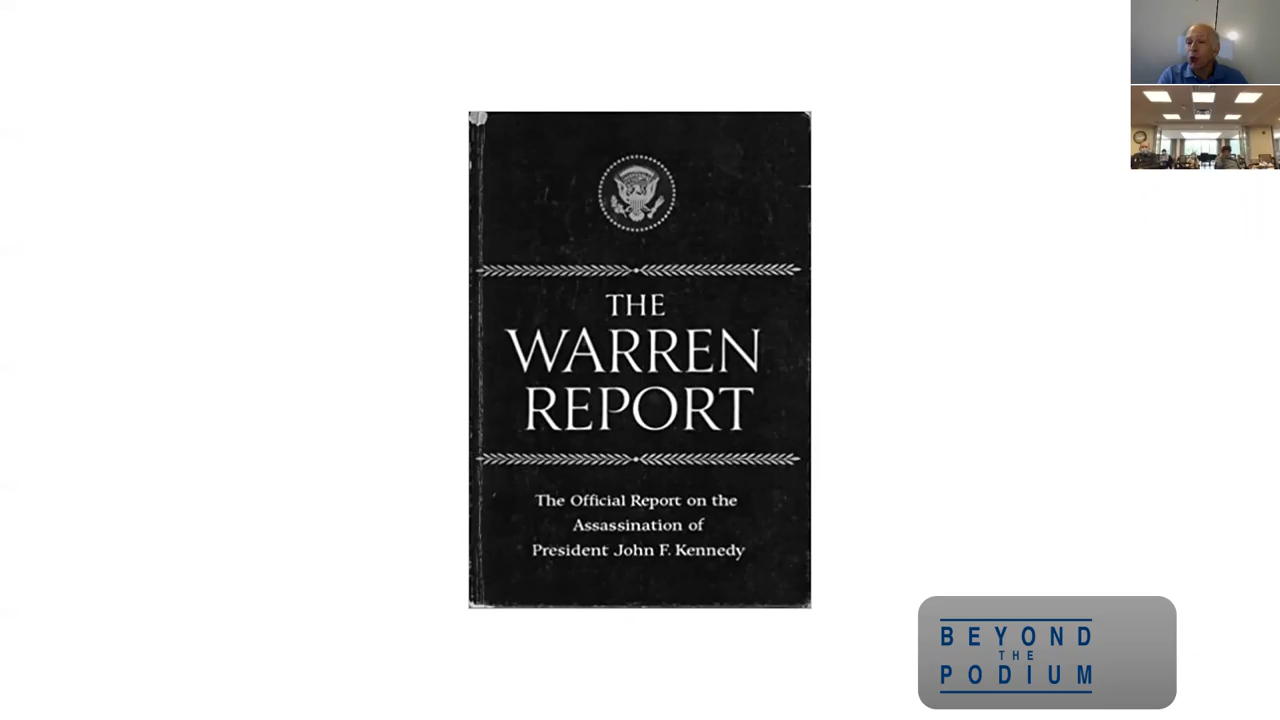 THE
WARREN
REPORT
The Official Report on the
Assassination of
President John F. Kennedy
BEYOND
THE
PODIUM